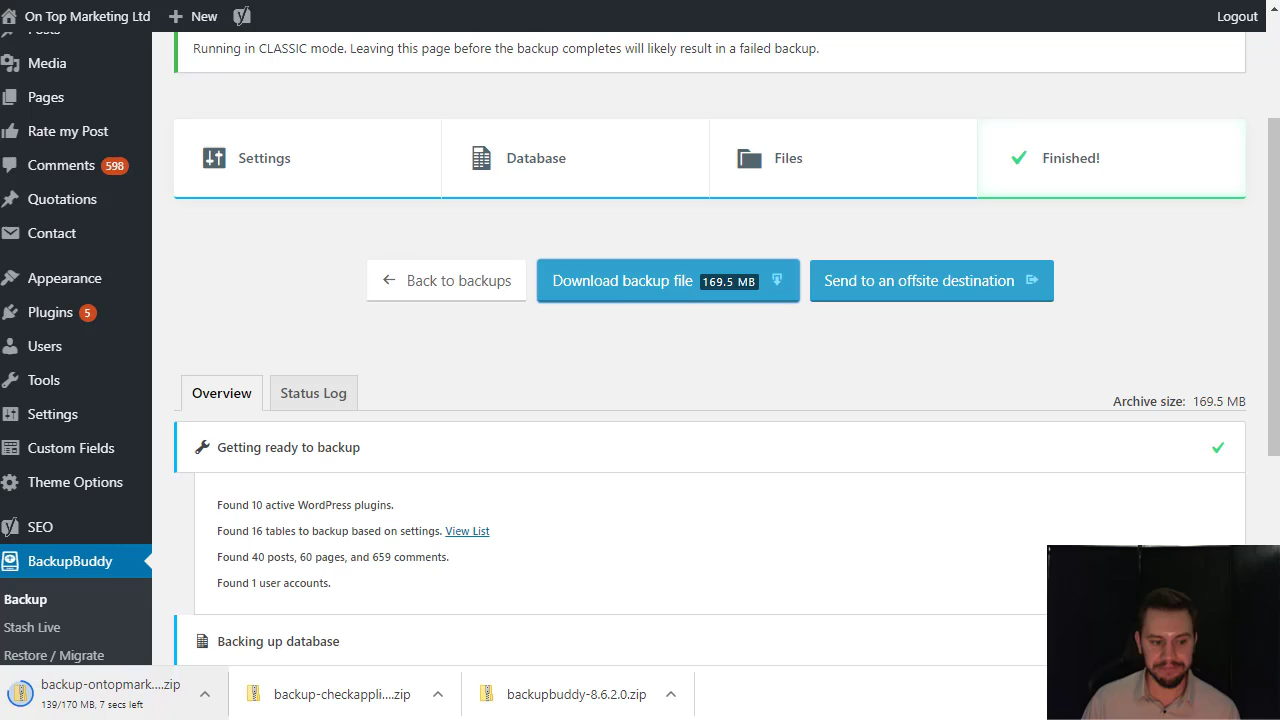 On Top Marketing Ltd
New
Logout
Posts
Media
Pages
Rate my Post
Comments 598
Quotations
Contact
Appearance
Plugins 5
Users
Tools
Settings
Custom Fields
Theme Options
SEO
BackupBuddy
Backup
Stash Live
Restore / Migrate
Running in CLASSIC mode. Leaving this page before the backup completes will likely result in a failed backup.
Settings
Database
Files
Finished!
Back to backups
Download backup file 169.5 MB
Send to an offsite destination
Overview
Status Log
Archive size: 169.5 MB
Getting ready to backup
Found 10 active WordPress plugins.
Found 16 tables to backup based on settings. View List
Found 40 posts, 60 pages, and 659 comments.
Found 1 user accounts.
Backing up database
backup-ontopmark....zip
139/170 MB, 7 secs left
backup-checkappli....zip
backupbuddy-8.6.2.0.zip